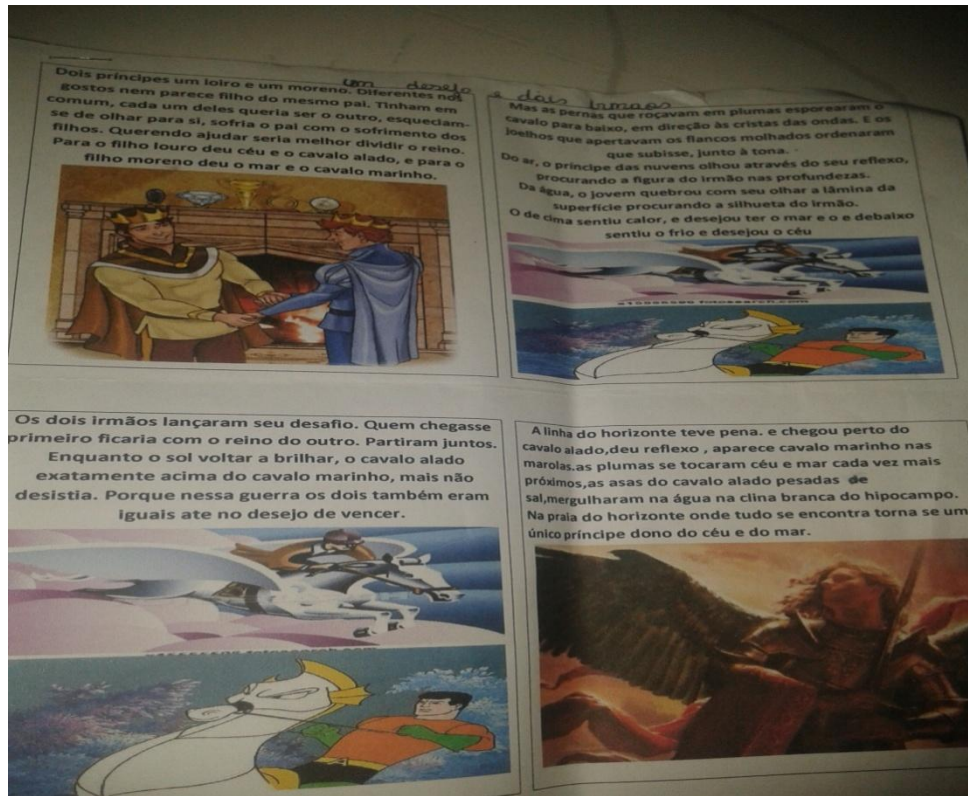 um desejo e dois irmãos
Dois príncipes um loiro e um moreno. Diferentes nos
gostos nem parece filho do mesmo pai. Tinham em
comum, cada um deles queria ser o outro, esqueciam-
se de olhar para si, sofria o pai com o sofrimento dos
filhos. Querendo ajudar seria melhor dividir o reino.
Para o filho louro deu céu e o cavalo alado, e para o
filho moreno deu o mar e o cavalo marinho.
Mas as pernas que roçavam em plumas esporearam o
cavalo para baixo, em direção às cristas das ondas. E os
joelhos que apertavam os flancos molhados ordenaram
que subisse, junto à tona.
Do ar, o príncipe das nuvens olhou através do seu reflexo,
procurando a figura do irmão nas profundezas.
Da água, o jovem quebrou com seu olhar a lâmina da
superfície procurando a silhueta do irmão.
O de cima sentiu calor, e desejou ter o mar e o e debaixo
sentiu o frio e desejou o céu
Os dois irmãos lançaram seu desafio. Quem chegasse
primeiro ficaria com o reino do outro. Partiram juntos.
Enquanto o sol voltar a brilhar, o cavalo alado
exatamente acima do cavalo marinho, mais não
desistia. Porque nessa guerra os dois também eram
iguais ate no desejo de vencer.
A linha do horizonte teve pena. e chegou perto do
cavalo alado,deu reflexo , aparece cavalo marinho nas
marolas.as plumas se tocaram céu e mar cada vez mais
próximos,as asas do cavalo alado pesadas de
sal,mergulharam na água na clina branca do hipocampo.
Na praia do horizonte onde tudo se encontra torna se um
único príncipe dono do céu e do mar.